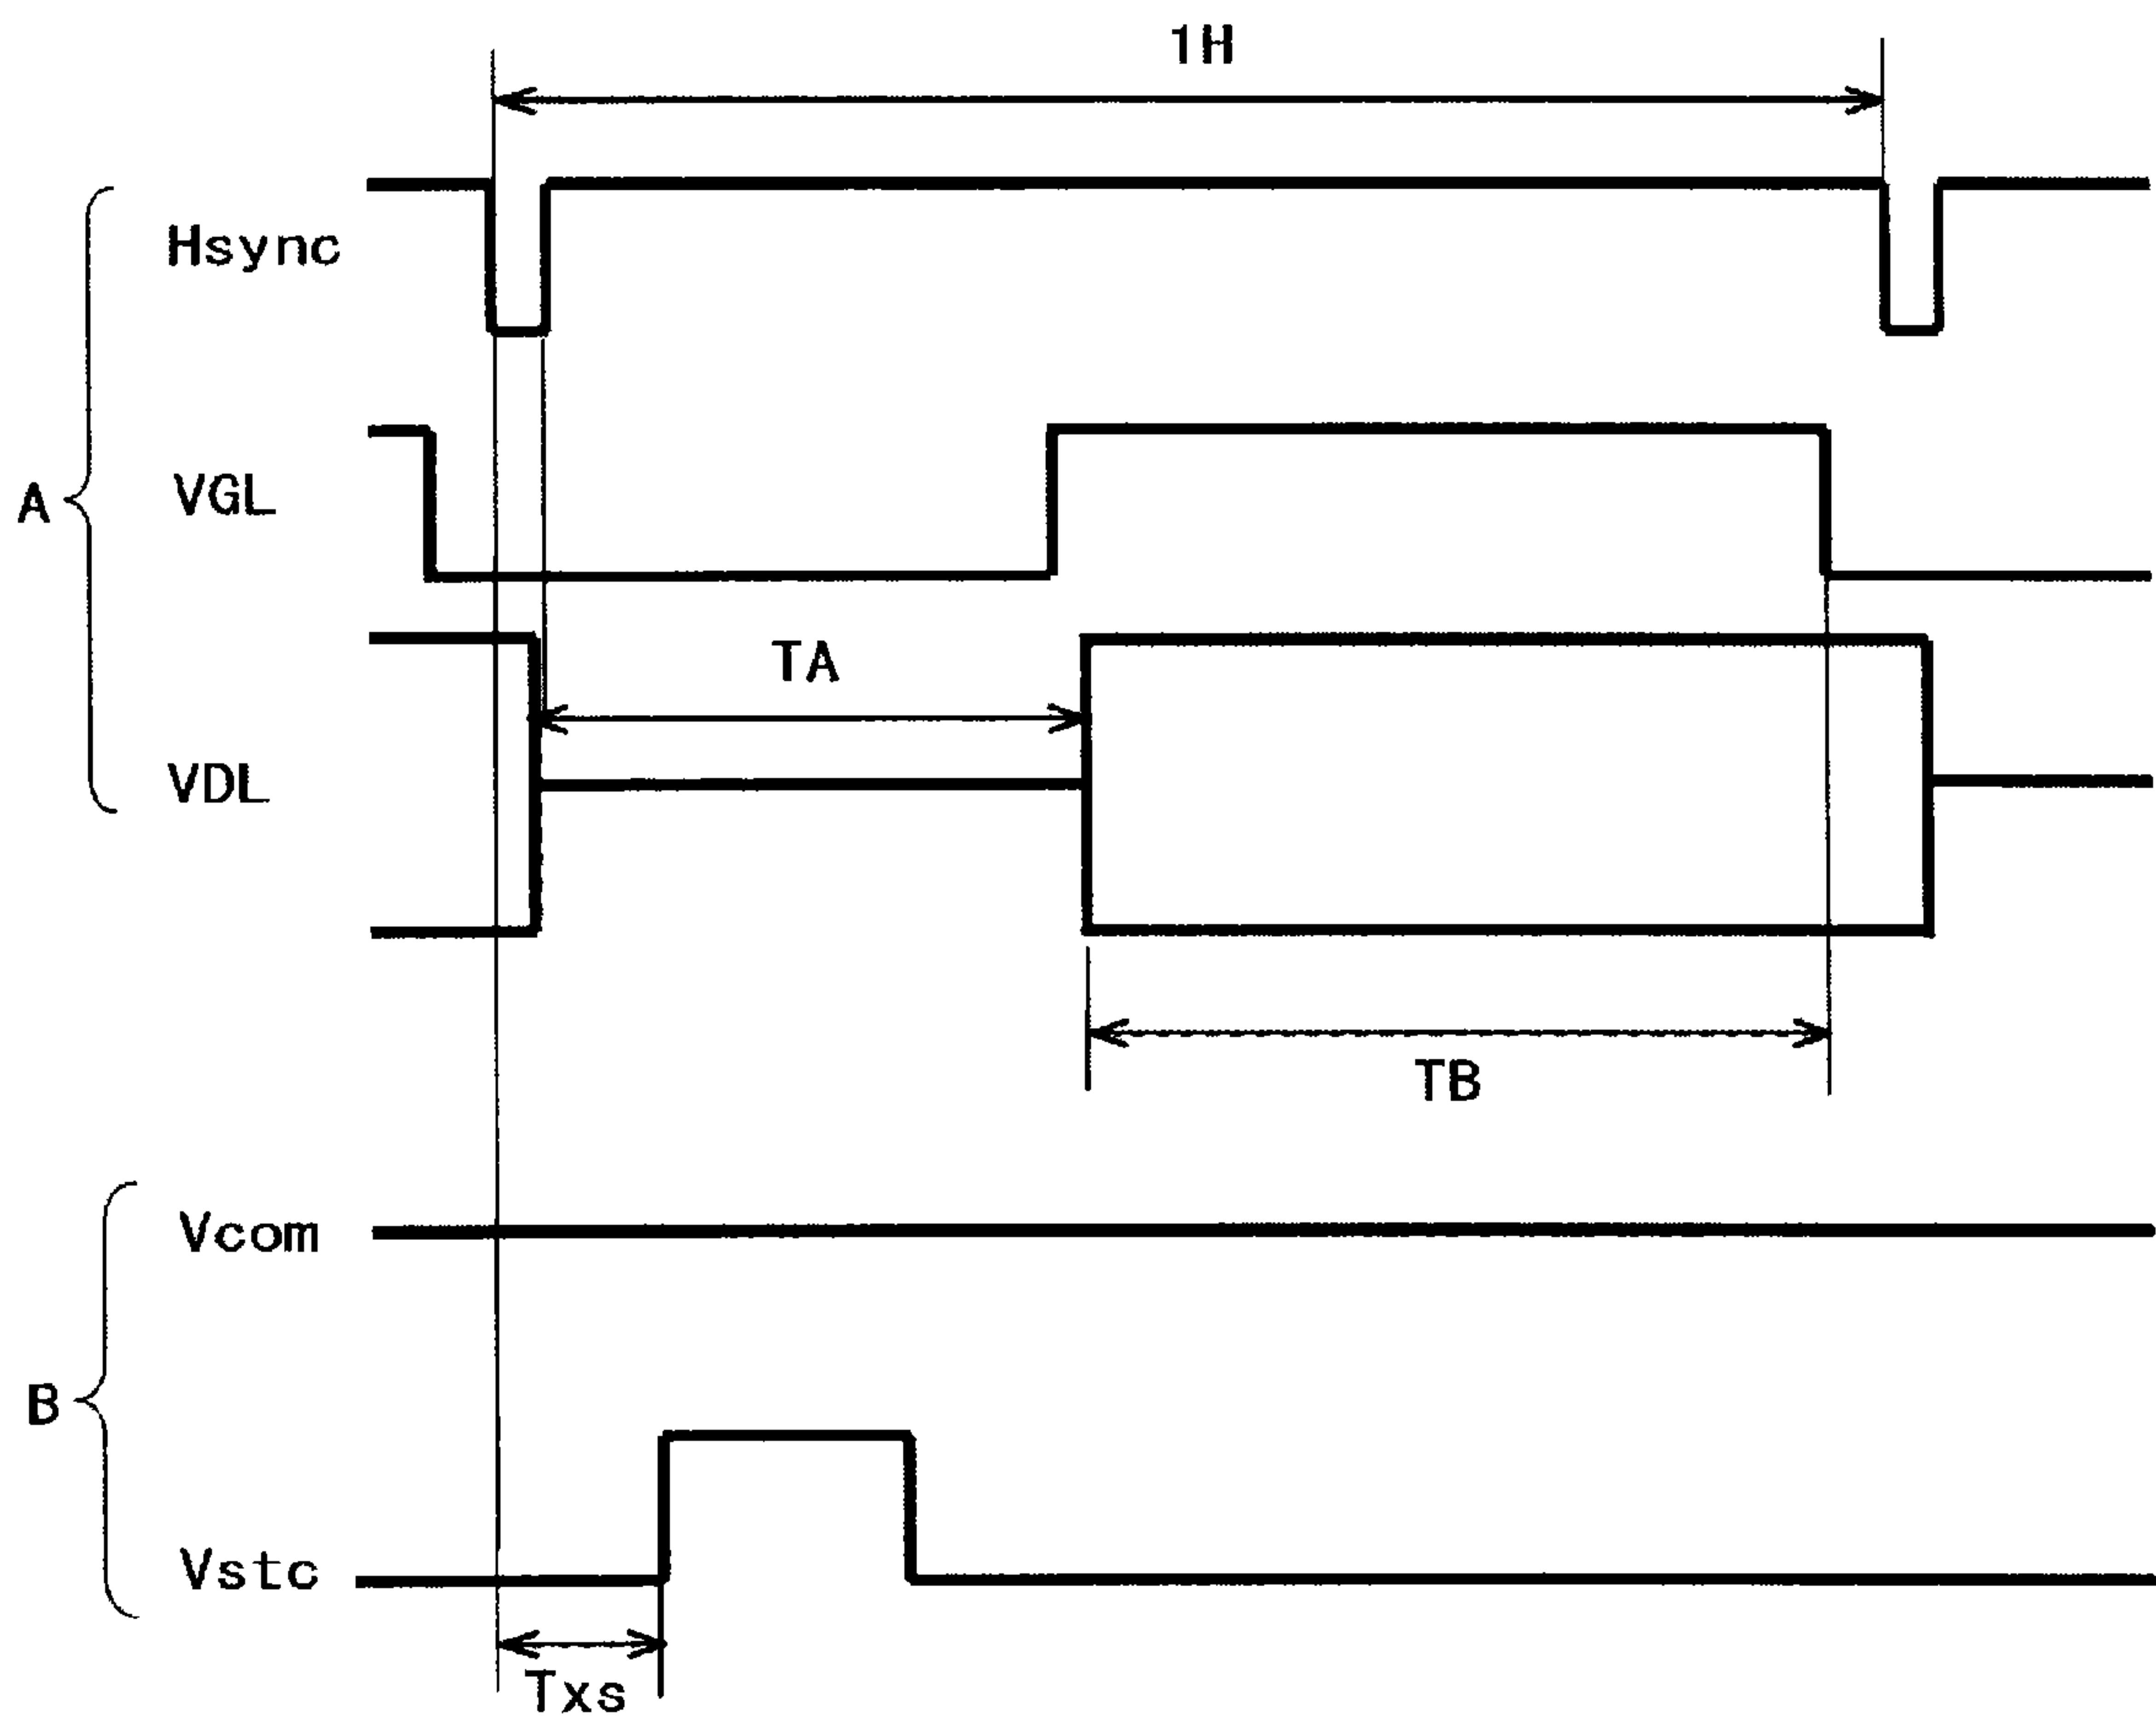 1H
Hsync
A
VGL
TA
VDL
TB
Vcom
B
Vstc
Txs